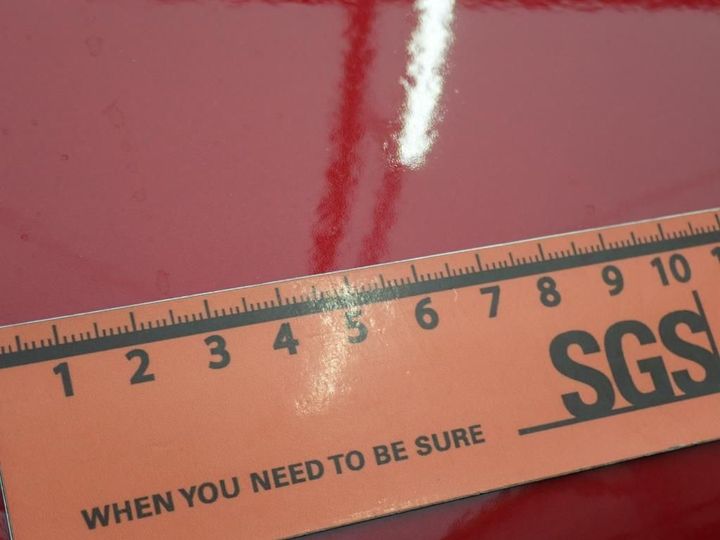 1 2 3 4 5 6 7 8 9 10
SGS
WHEN YOU NEED TO BE SURE